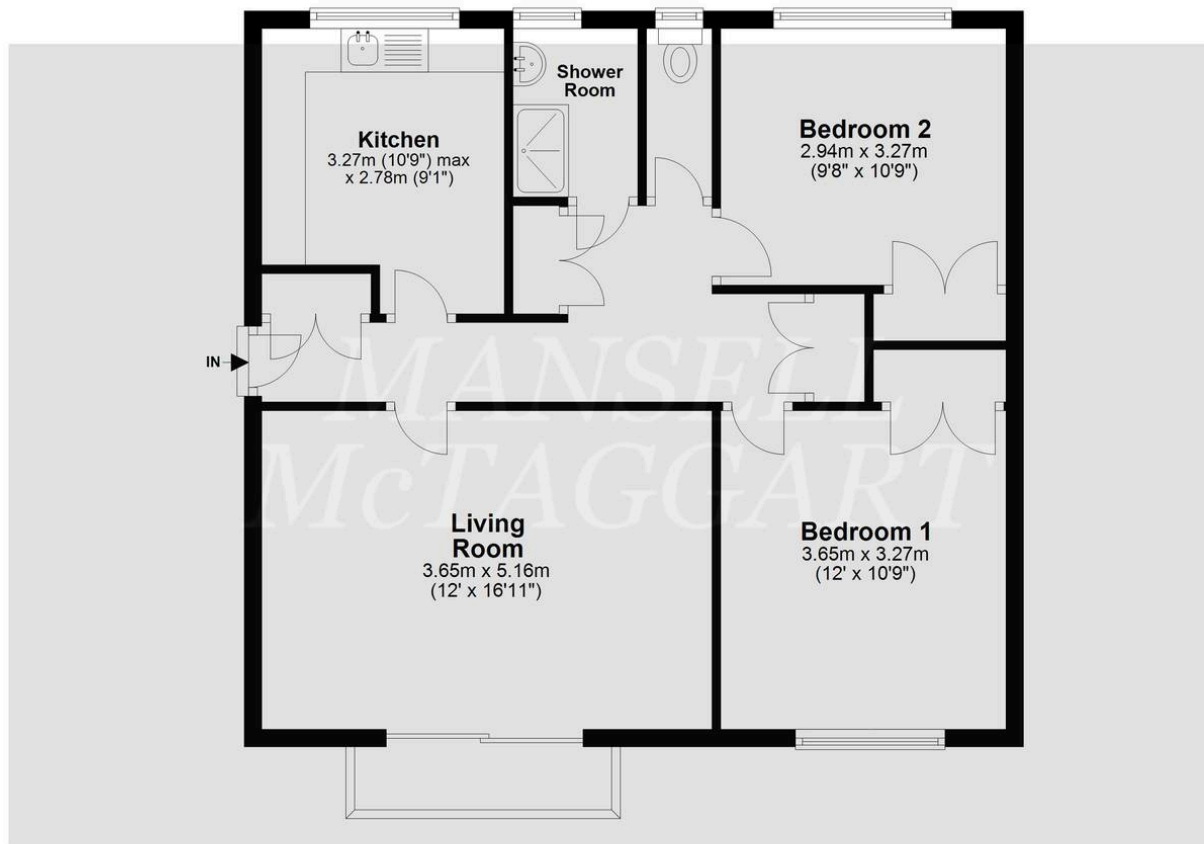 Kitchen
3.27m (10'9") max
x 2.78m (9'1")
Shower
Room
Bedroom 2
2.94m x 3.27m
(9'8" x 10'9")
IN
MANSELL
McTAGGART
Living
Room
3.65m x 5.16m
(12' x 16'11")
Bedroom 1
3.65m x 3.27m
(12' x 10'9")